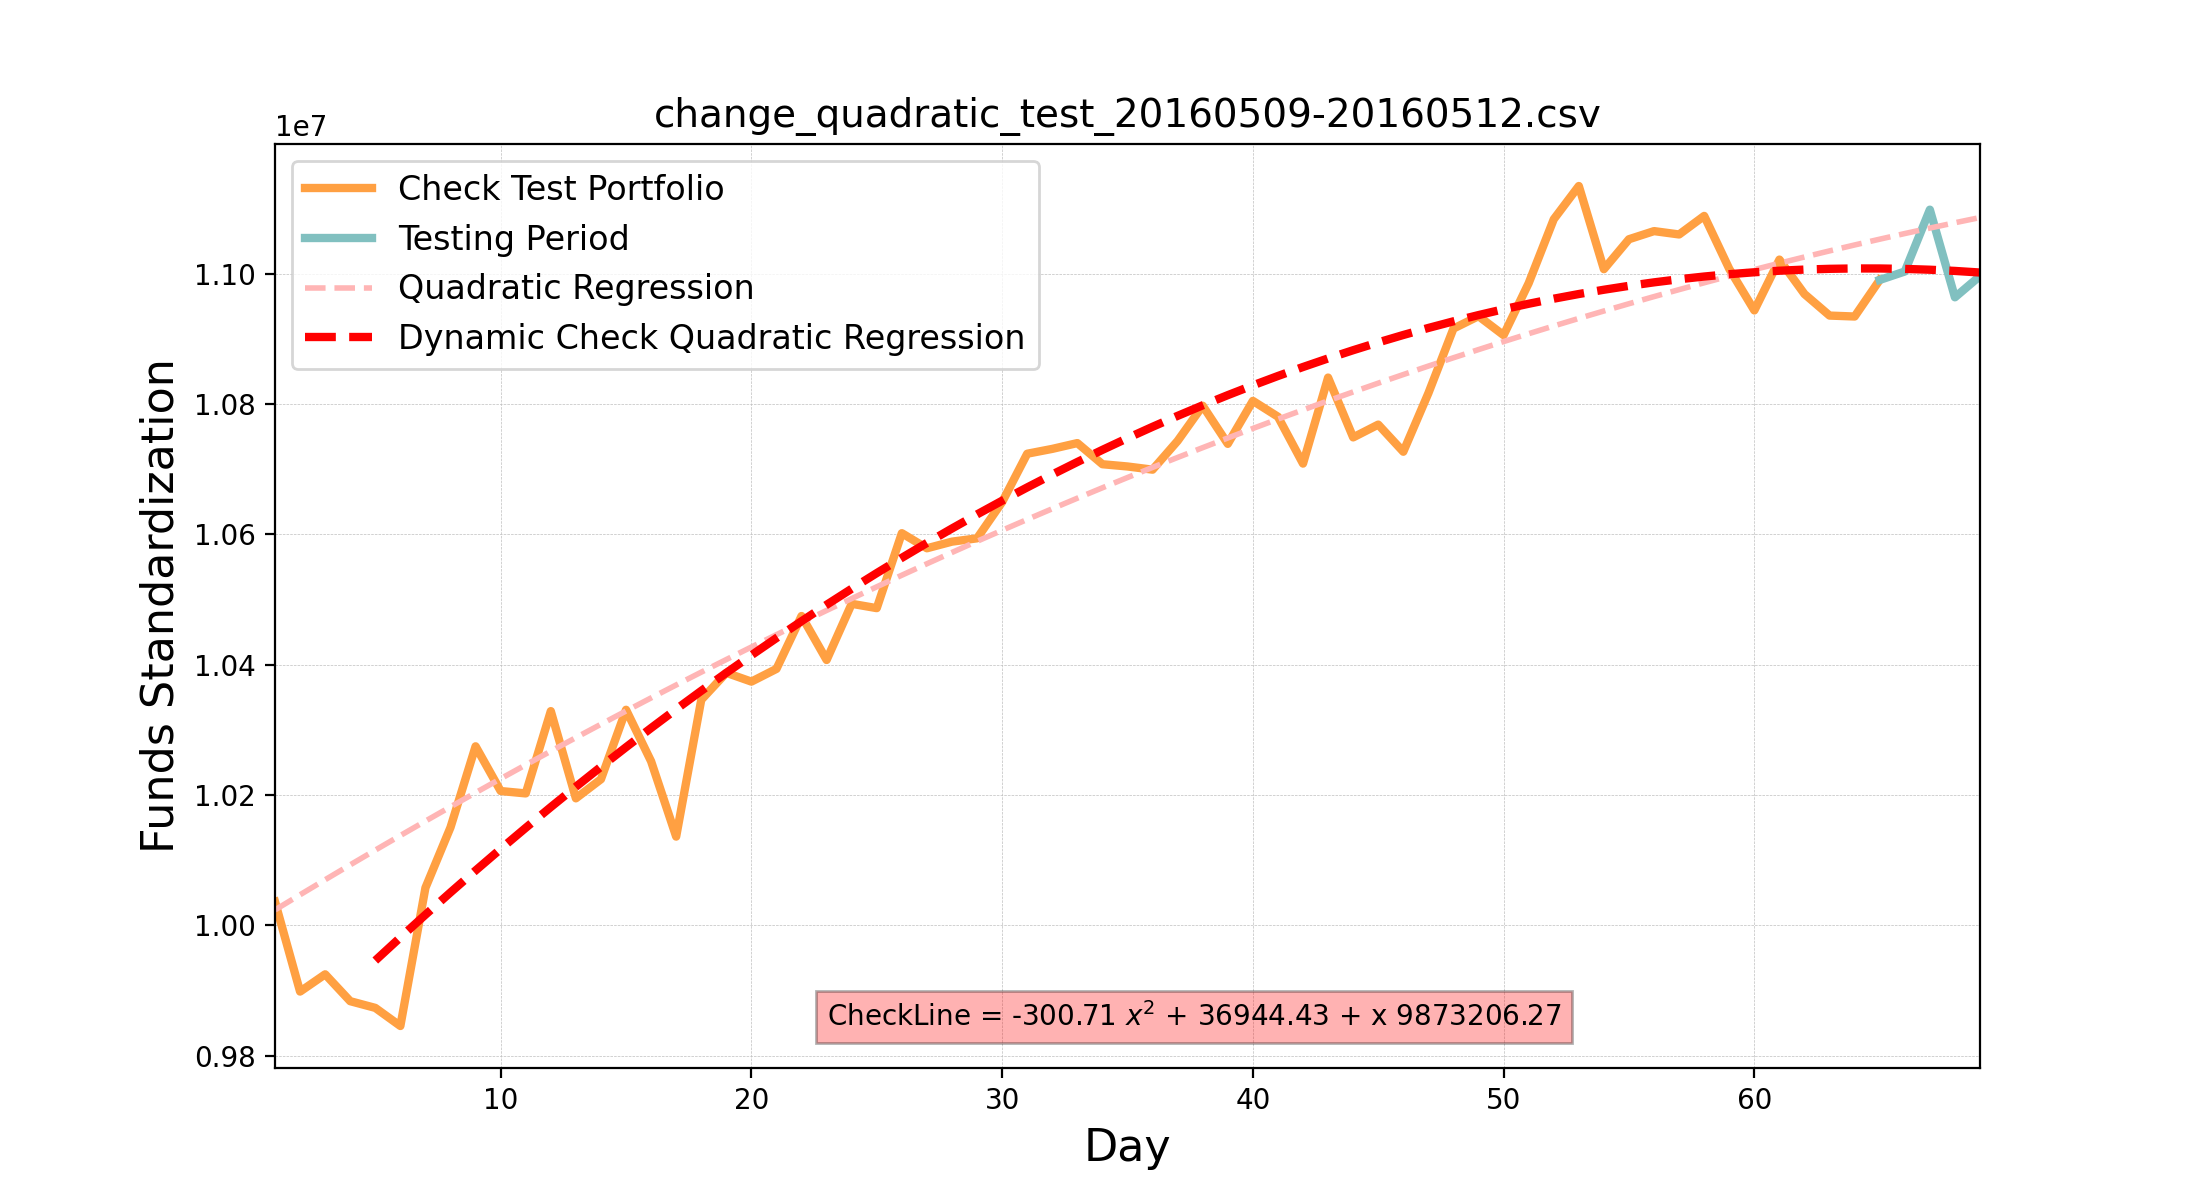 change_quadratic_test_20160509-20160512.csv
1e7
Check Test Portfolio
Testing Period
Quadratic Regression
Dynamic Check Quadratic Regression
Funds Standardization
1.10
1.08
1.06
1.04
1.02
1.00
0.98
CheckLine = -300.71 x² + 36944.43 + x 9873206.27
10 20 30 40 50 60
Day